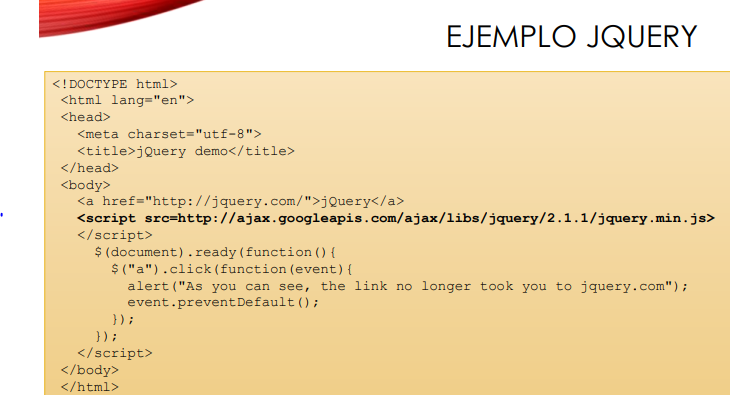 EJEMPLO JQUERY
<!DOCTYPE html>
<html lang="en">
<head>
<meta charset="utf-8">
<title>jQuery demo</title>
</head>
<body>
<a href="http://jquery.com/">jQuery</a>
<script src=http://ajax.googleapis.com/ajax/libs/jquery/2.1.1/jquery.min.js>
</script>
$(document).ready(function(){
$("a").click(function(event){
alert("As you can see, the link no longer took you to jquery.com");
event.preventDefault();
});
});
</script>
</body>
</html>